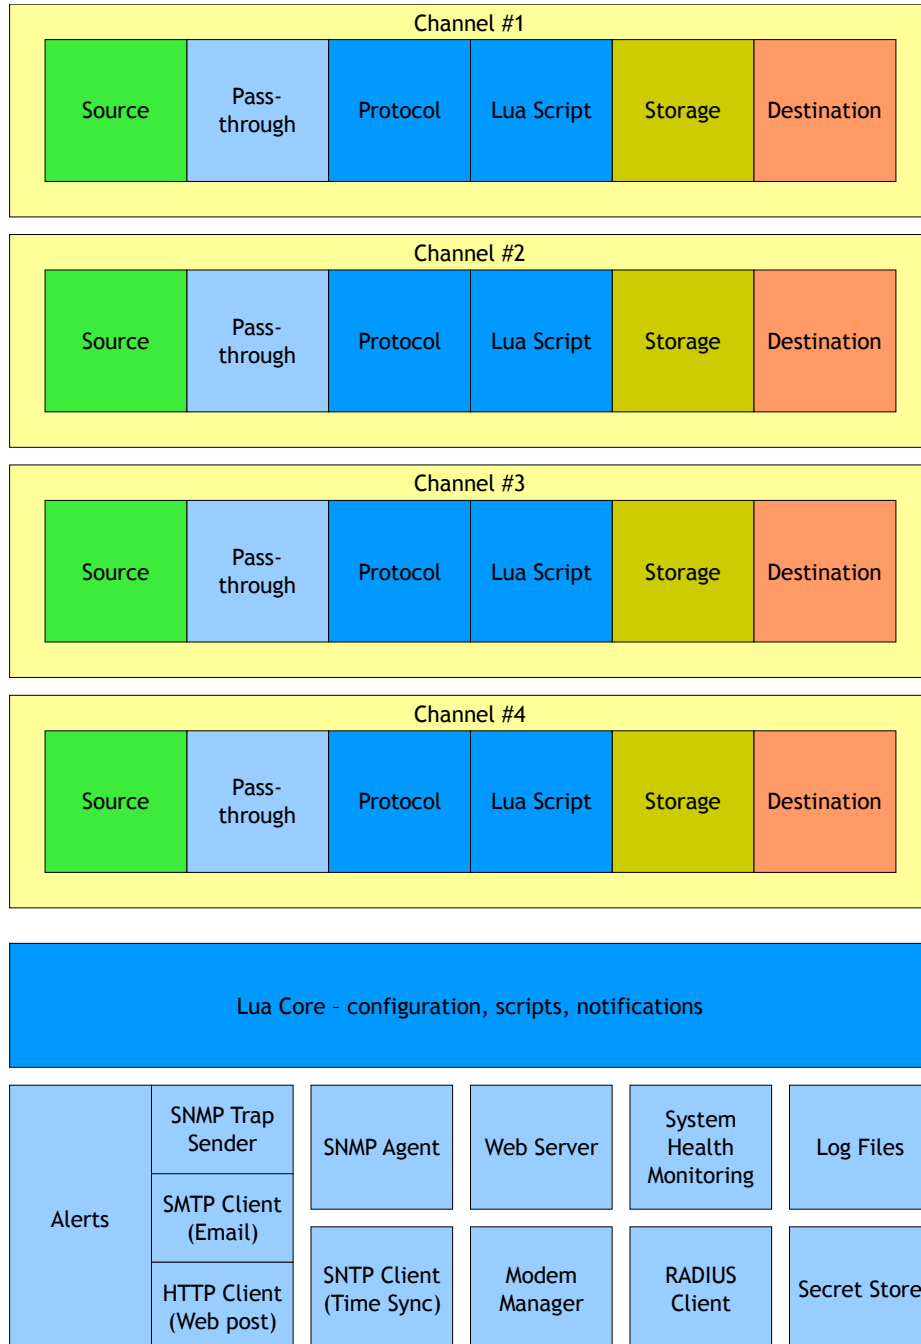 Channel #1
Source
Pass-
through
Protocol
Lua Script
Storage
Destination
Channel #2
Source
Pass-
through
Protocol
Lua Script
Storage
Destination
Channel #3
Source
Pass-
through
Protocol
Lua Script
Storage
Destination
Channel #4
Source
Pass-
through
Protocol
Lua Script
Storage
Destination
Lua Core – configuration, scripts, notifications
Alerts
SNMP Trap
Sender
SMTP Client
(Email)
HTTP Client
(Web post)
SNMP Agent
Web Server
System
Health
Monitoring
Log Files
SNTP Client
(Time Sync)
Modem
Manager
RADIUS
Client
Secret Store